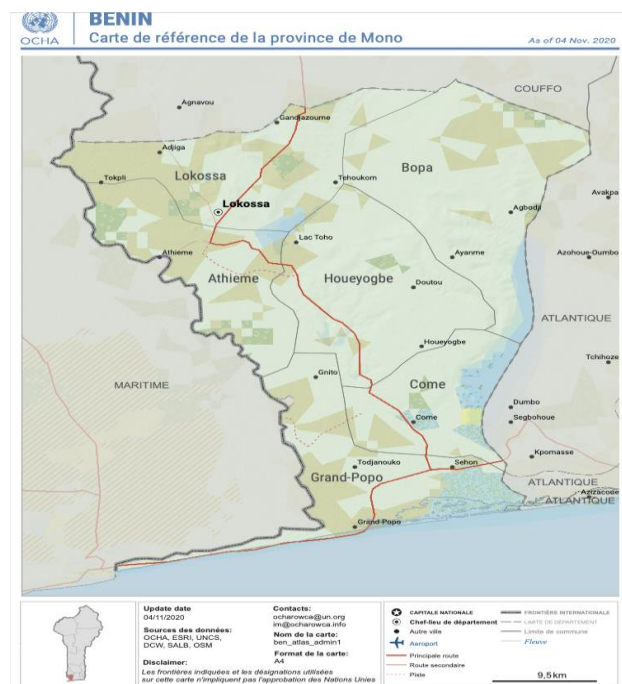 OCHA
BENIN
Carte de référence de la province de Mono
As of 04 Nov. 2020
COUFFO
Agnavou
Gandjazoume
Adjiga
Lokossa
Bopa
Tokpli
Tchoukom
Lokossa
Agbodji
Avakpa
Lac Toho
Athieme
Ayanme
Azohoue-Oumbo
Athieme
Houeyogbe
Doutou
ATLANTIQUE
Houeyogbe
Tchihoze
Gnito
MARITIME
Come
Dumbo
Come
Segbohoue
Kpomasse
Todjanouko
Sehon
Grand-Popo
ATLANTIQUE
Azizacoue
ATLANTIQUE
Grand-Popo
Update date
04/11/2020
Sources des données:
OCHA, ESRI, UNCS,
DCW, SALB, OSM
Disclaimer:
Les frontières indiquées et les désignations utilisées
sur cette carte n'impliquent pas l'approbation des Nations Unies
Contacts:
ocharowca@un.org
im@ocharowca.info
Nom de la carte:
ben_atlas_admin1
Format de la carte:
A4
CAPITALE NATIONALE
Chef-lieu de département
Autre ville
Aeroport
Principale route
Route secondaire
Piste
FRONTIÈRE INTERNATIONALE
LIMITE DE DÉPARTEMENT
Limite de commune
Fleuve
9,5km